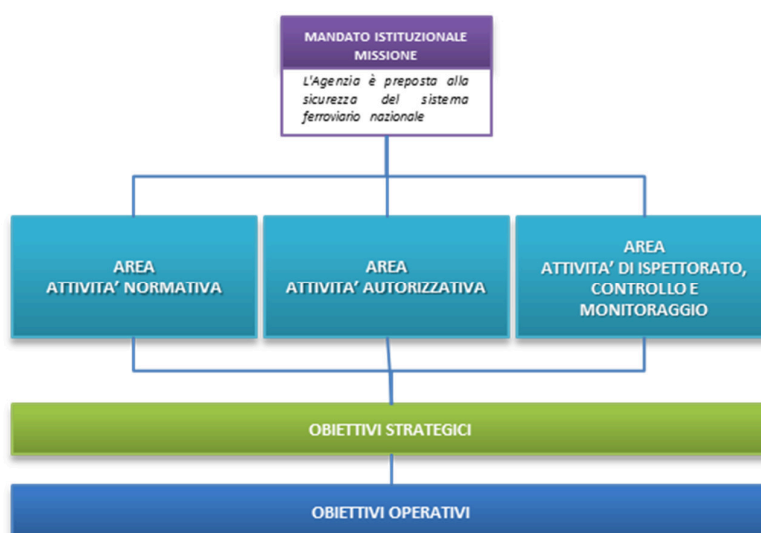 MANDATO ISTITUZIONALE
MISSIONE
L'Agenzia è preposta alla
sicurezza del sistema
ferroviario nazionale
AREA
ATTIVITA’ NORMATIVA
AREA
ATTIVITA’ AUTORIZZATIVA
AREA
ATTIVITA’ DI ISPETTORATO,
CONTROLLO E
MONITORAGGIO
OBIETTIVI STRATEGICI
OBIETTIVI OPERATIVI